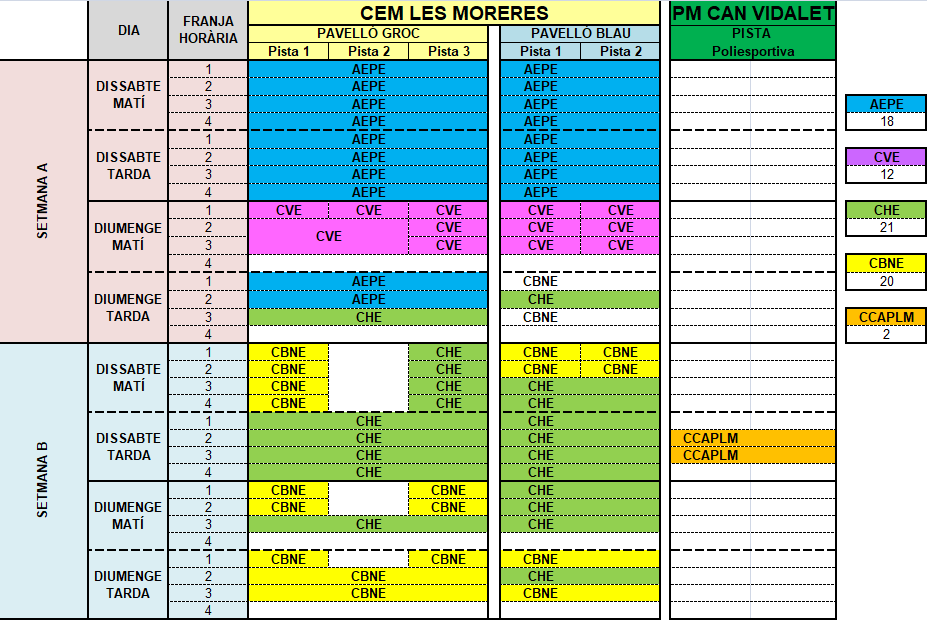 DIA FRANJA HORÀRIA CEM LES MORERES PM CAN VIDALET
PAVELLÓ GROC PAVELLÓ BLAU PISTA
Pista 1 Pista 2 Pista 3 Pista 1 Pista 2 Poliesportiva
SETMANA A
DISSABTE MATÍ
1 AEPE AEPE
2 AEPE AEPE
3 AEPE AEPE
4 AEPE AEPE
DISSABTE TARDA
1 AEPE AEPE
2 AEPE AEPE
3 AEPE AEPE
4 AEPE AEPE
DIUMENGE MATÍ
1 CVE CVE CVE CVE CVE
2 CVE CVE CVE CVE
3 CVE CVE CVE
4
DIUMENGE TARDA
1 AEPE CBNE
2 AEPE CHE
3 CHE CBNE
4
SETMANA B
DISSABTE MATÍ
1 CBNE CHE CBNE CBNE
2 CBNE CHE CBNE CBNE
3 CBNE CHE CHE
4 CBNE CHE CHE
DISSABTE TARDA
1 CHE CHE
2 CHE CHE CCAPLM
3 CHE CHE CCAPLM
4 CHE CHE
DIUMENGE MATÍ
1 CBNE CBNE CHE
2 CBNE CBNE CHE
3 CHE CHE
4
DIUMENGE TARDA
1 CBNE CBNE CBNE
2 CBNE CHE
3 CBNE CBNE
4
AEPE
18
CVE
12
CHE
21
CBNE
20
CCAPLM
2